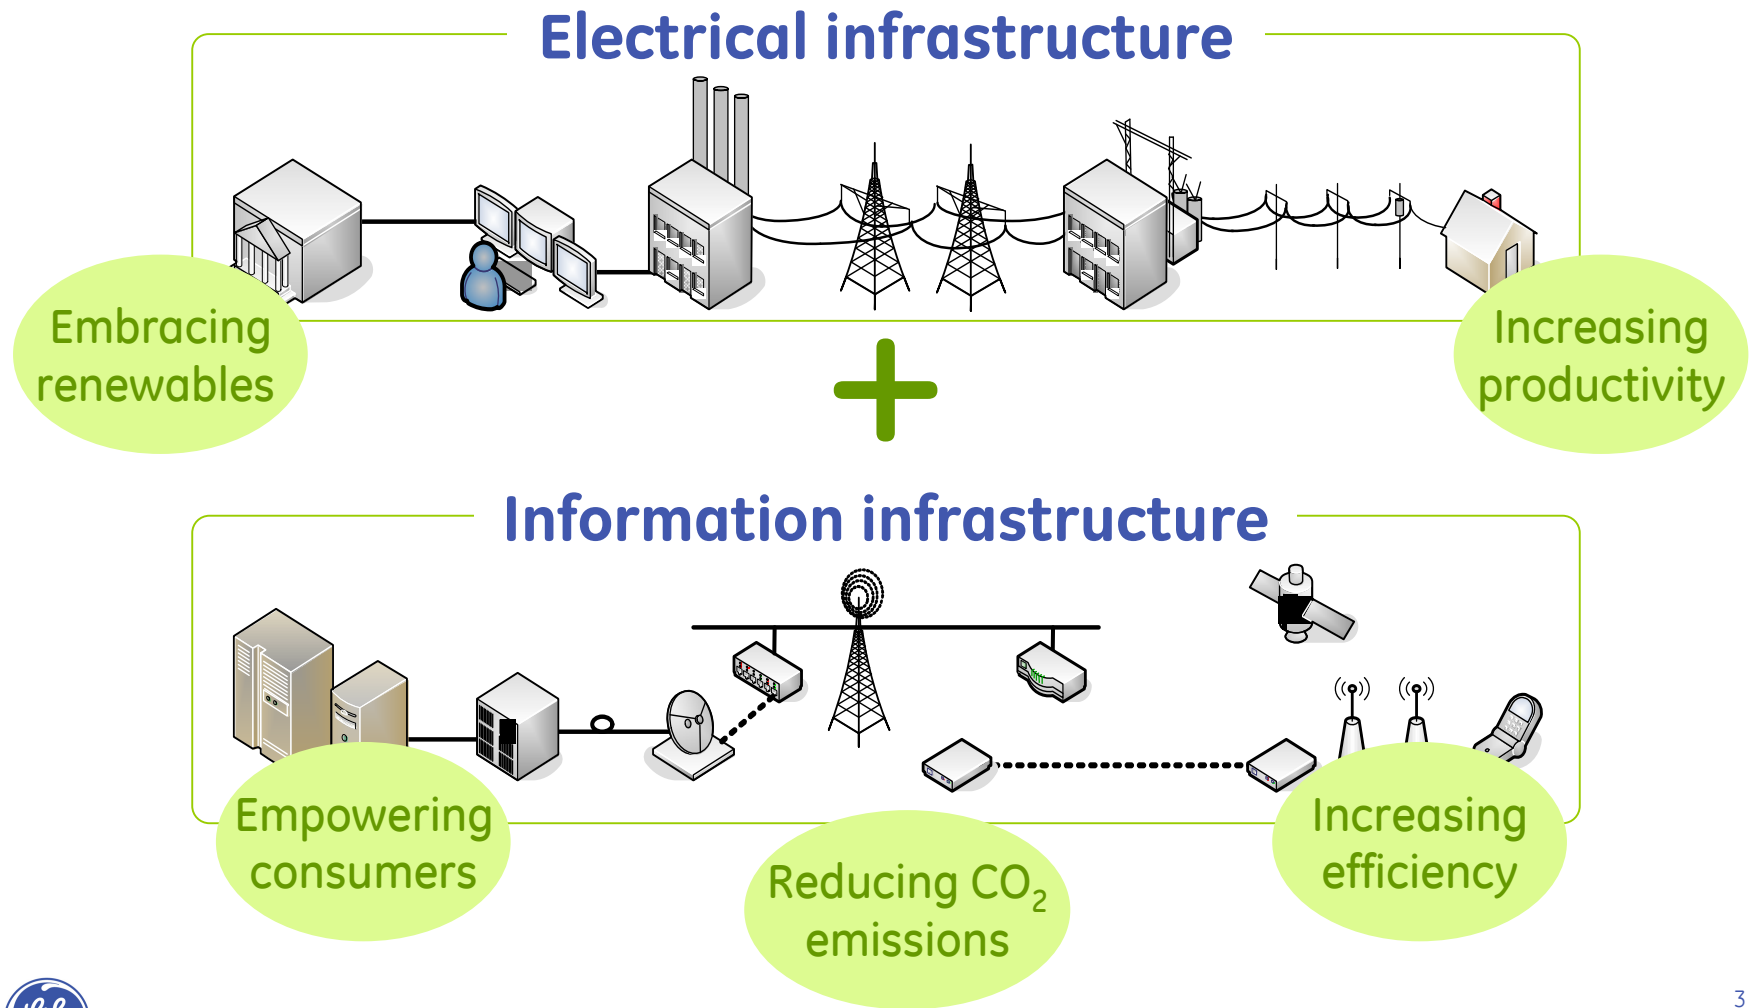 Electrical infrastructure
Embracing
renewables
Increasing
productivity
Information infrastructure
Empowering
consumers
Reducing CO₂
emissions
Increasing
efficiency
3